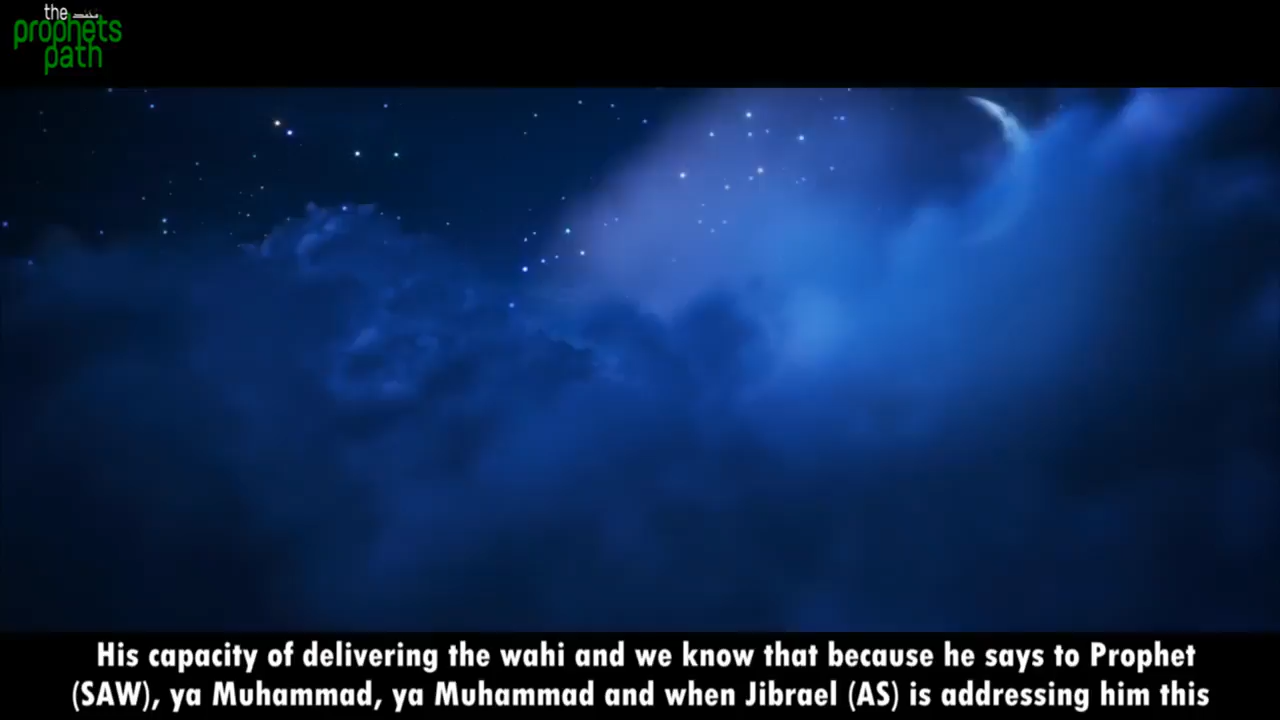 the محمد
prophets
path
His capacity of delivering the wahi and we know that because he says to Prophet
(SAW), ya Muhammad, ya Muhammad and when Jibrael (AS) is addressing him this